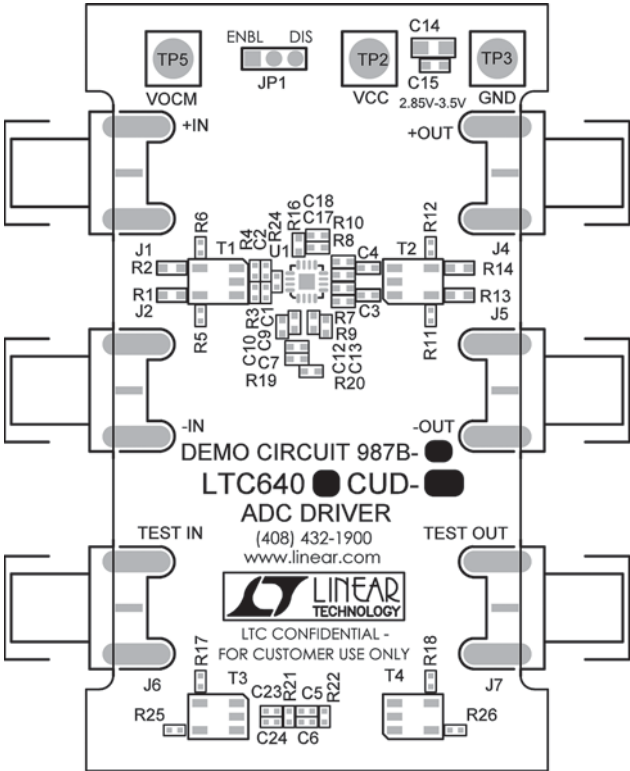 ENBL DIS
C14
TP5
TP2
TP3
JP1
C15
VOCM
VCC
2.85V-3.5V
GND
+IN
+OUT
R6
R4
C2
R24
R16
C18
C17
R10
R8
R12
J1
T1
U1
C4
T2
J4
R2
R14
R1
R13
J2
R3
C1
C3
J5
R5
R7
R9
R11
C10
C9
C7
C12
C13
R19
R20
-IN
-OUT
DEMO CIRCUIT 987B-
LTC640 CUD-
ADC DRIVER
TEST IN
TEST OUT
(408) 432-1900
www.linear.com
LT LINEAR
TECHNOLOGY
LTC CONFIDENTIAL -
FOR CUSTOMER USE ONLY
R17
R18
J6
T3
T4
J7
C23
R21
C5
R22
R25
R26
C24
C6